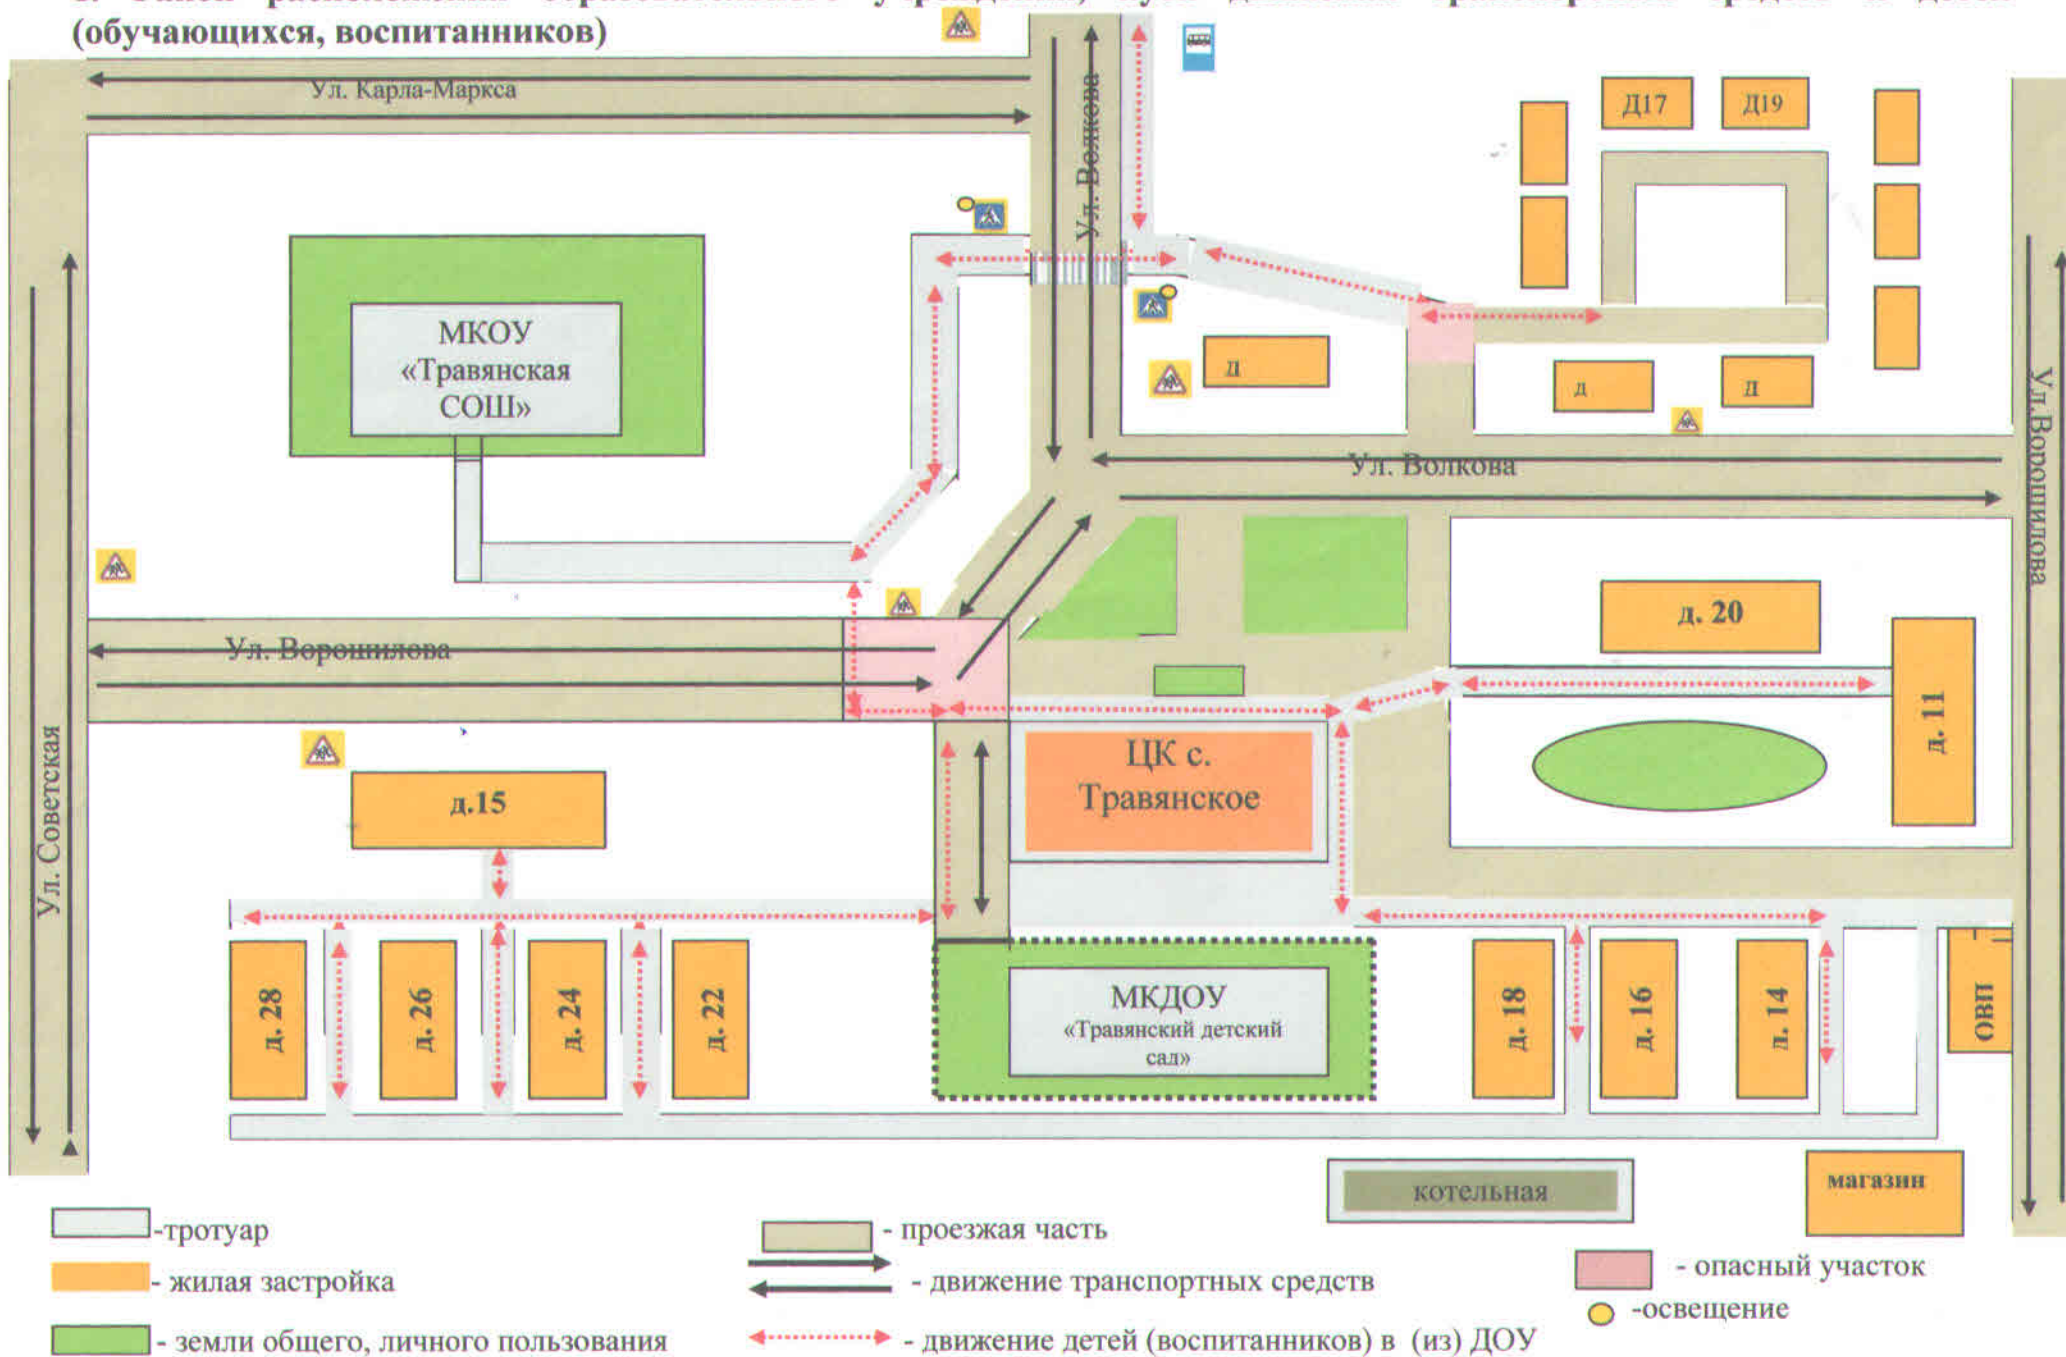 (обучающихся, воспитанников)
Ул. Карла-Маркса
Ул. Волкова
Д17
Д19
МКОУ
«Травянская
СОШ»
Д
Д
Д
Ул. Волкова
Ул.Ворошилова
Ул. Ворошилова
д. 20
д. 11
Ул. Советская
д.15
ЦК с.
Травянское
д. 28
д. 26
д. 24
д. 22
МКДОУ
«Травянский детский
сад»
д. 18
д. 16
д. 14
ОВП
котельная
магазин
-тротуар
- проезжая часть
- опасный участок
- жилая застройка
- движение транспортных средств
-освещение
- земли общего, личного пользования
- движение детей (воспитанников) в (из) ДОУ